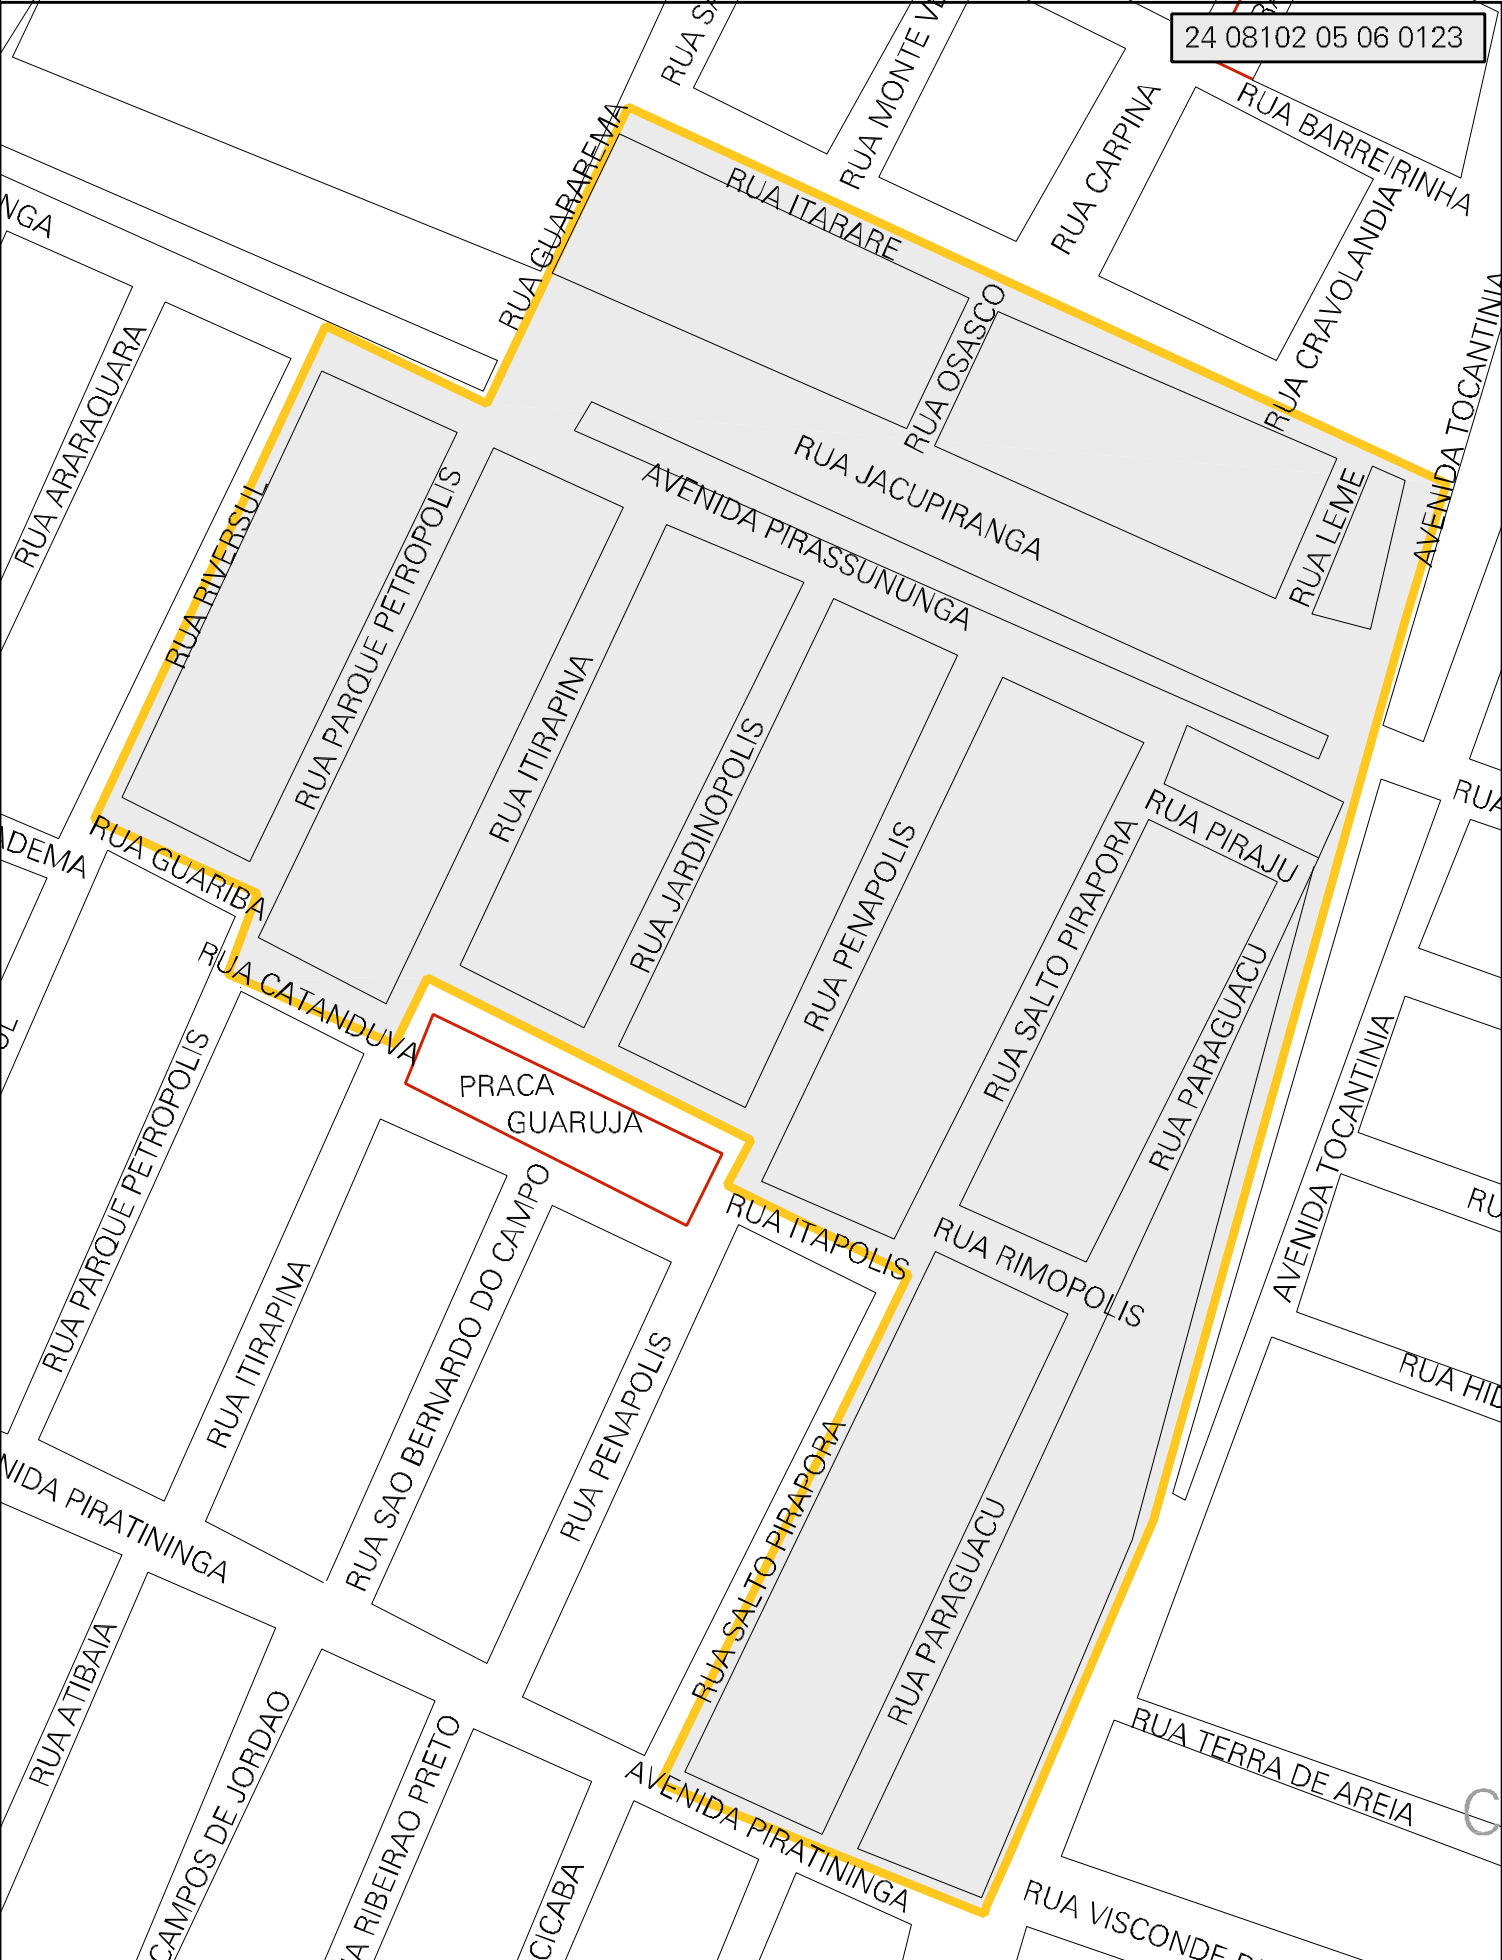 24 08102 05 06 0123
RUA MONTE
RUA BARREIRINHA
RUA CARPINA
RUA GUARAREMA
RUA ITARARE
RUA CRAVOLANDIA
RUA OSASCO
AVENIDA TOCANTINIA
RUA ARARAQUARA
RUA JACUPIRANGA
AVENIDA PIRASSUNUNGA
RUA LEME
RUA RIVERSUL
RUA PARQUE PETROPOLIS
RUA ITIRAPINA
RUA JARDINOPOLIS
RUA PENAPOLIS
RUA SALTO PIRAPORA
RUA PIRAJU
RUA
RUA GUARIBA
RUA PARAGUACU
RUA CATANDUVA
PRACA
GUARUJA
AVENIDA TOCANTINIA
RUA PARQUE PETROPOLIS
RUA ITIRAPINA
RUA SAO BERNARDO DO CAMPO
RUA PENAPOLIS
RUA ITAPOLIS
RUA RIMOPOLIS
RUA HID
NIDA PIRATININGA
RUA SALTO PIRAPORA
RUA PARAGUACU
RUA ATIBAIA
CAMPOS DE JORDAO
A RIBEIRAO PRETO
CICABA
AVENIDA PIRATININGA
RUA TERRA DE AREIA
C
RUA VISCONDE